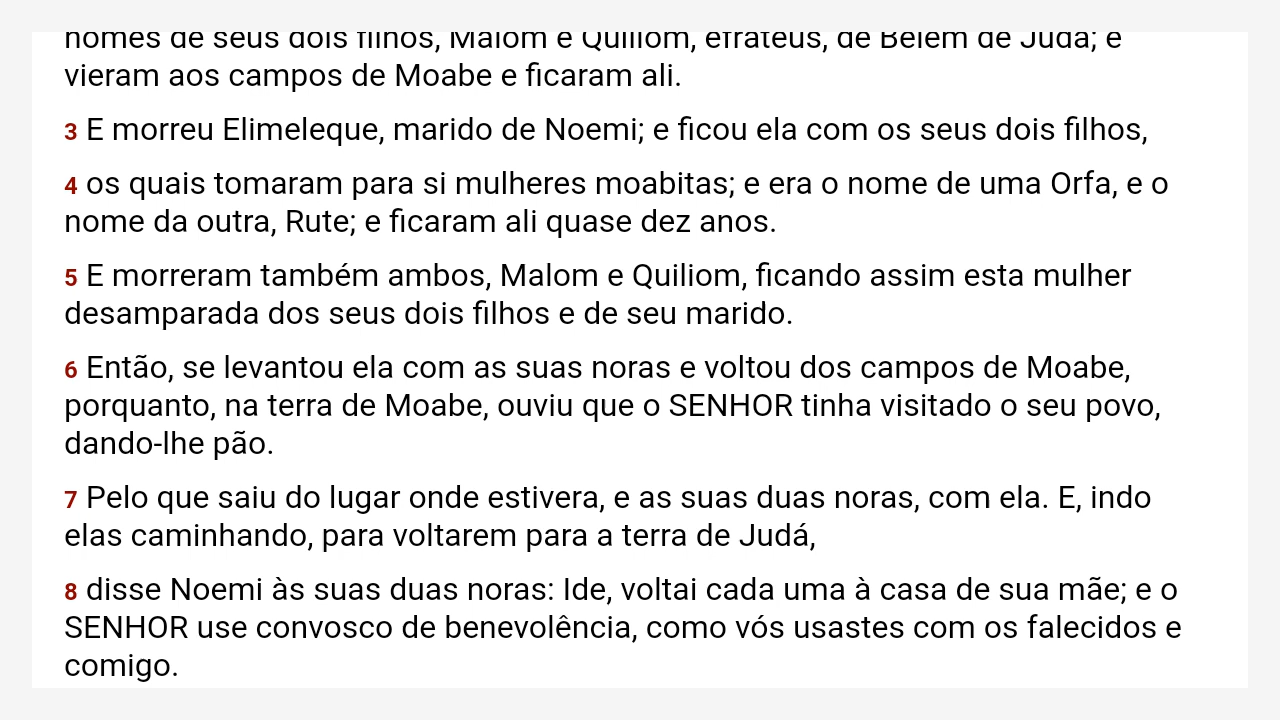 nomes de seus dois filhos, Malom e Quiliom, efrateus, de Belém de Judá; e
vieram aos campos de Moabe e ficaram ali.
3 E morreu Elimeleque, marido de Noemi; e ficou ela com os seus dois filhos,
4 os quais tomaram para si mulheres moabitas; e era o nome de uma Orfa, e o
nome da outra, Rute; e ficaram ali quase dez anos.
5 E morreram também ambos, Malom e Quiliom, ficando assim esta mulher
desamparada dos seus dois filhos e de seu marido.
6 Então, se levantou ela com as suas noras e voltou dos campos de Moabe,
porquanto, na terra de Moabe, ouviu que o SENHOR tinha visitado o seu povo,
dando-lhe pão.
7 Pelo que saiu do lugar onde estivera, e as suas duas noras, com ela. E, indo
elas caminhando, para voltarem para a terra de Judá,
8 disse Noemi às suas duas noras: Ide, voltai cada uma à casa de sua mãe; e o
SENHOR use convosco de benevolência, como vós usastes com os falecidos e
comigo.